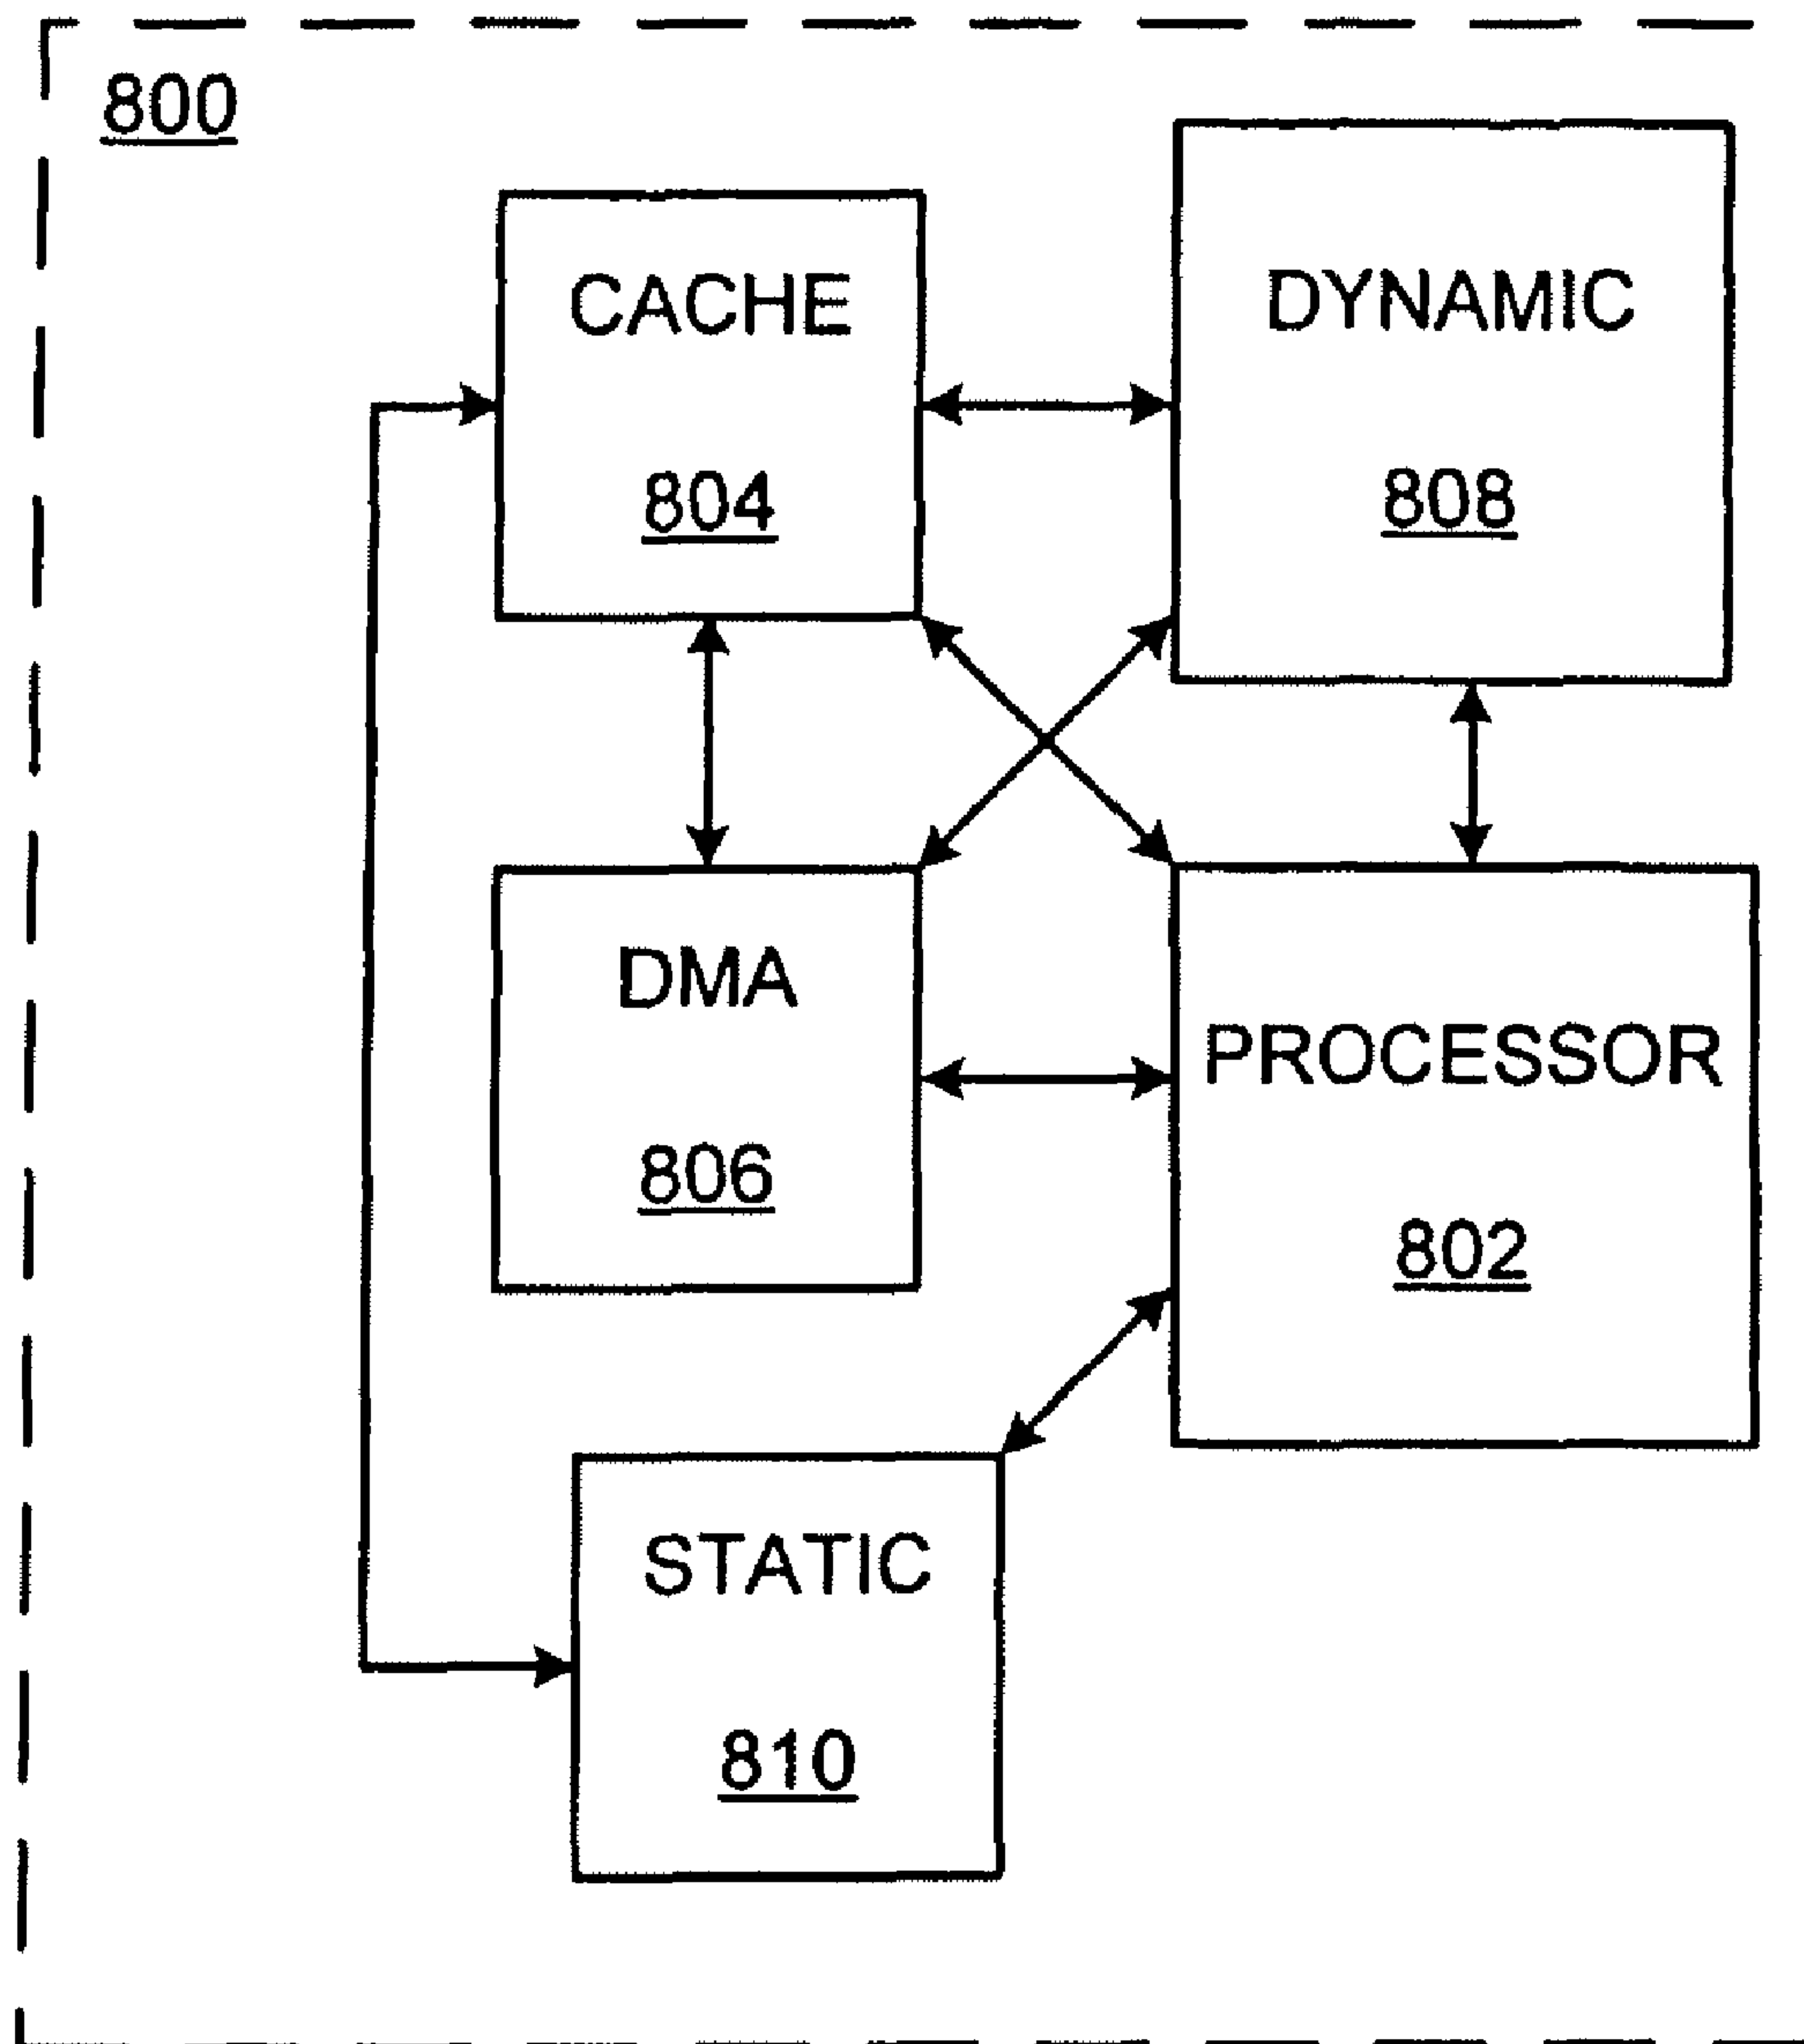 800
CACHE
804
DYNAMIC
808
DMA
806
PROCESSOR
802
STATIC
810